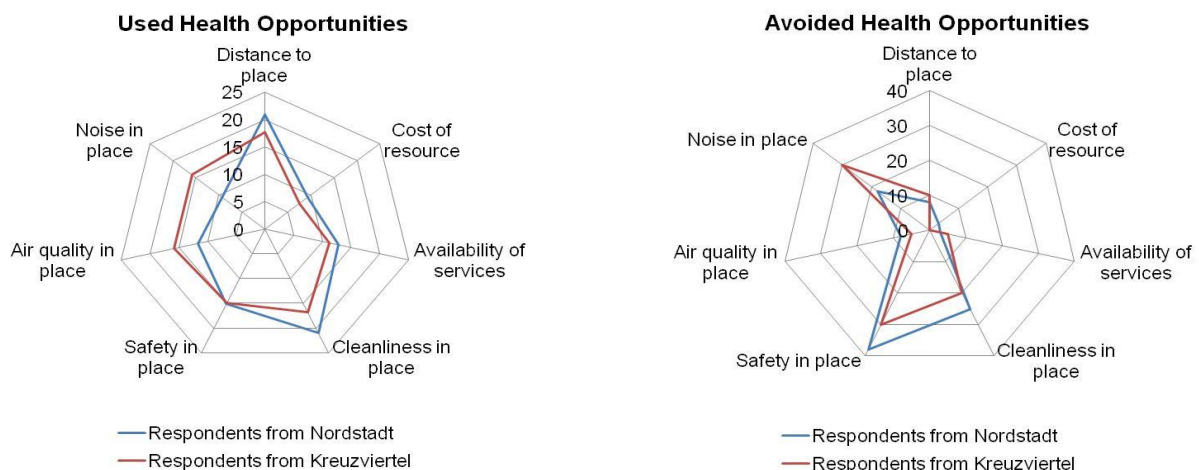 Used Health Opportunities
Distance to
place
25
20
15
10
5
0
Cost of
resource
Availability of
services
Cleanliness in
place
Safety in
place
Air quality in
place
Noise in
place
Respondents from Nordstadt
Respondents from Kreuzviertel
Avoided Health Opportunities
Distance to
place
40
30
20
10
0
Cost of
resource
Availability of
services
Cleanliness in
place
Safety in place
Air quality in
place
Noise in place
Respondents from Nordstadt
Respondents from Kreuzviertel